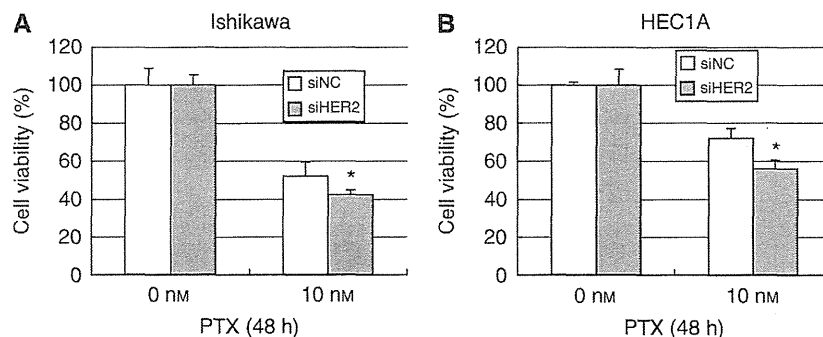 A
Ishikawa
Cell viability (%)
120
100
80
60
40
20
0
siNC
siHER2
*
0 nM
10 nM
PTX (48 h)
B
HEC1A
Cell viability (%)
120
100
80
60
40
20
0
siNC
siHER2
*
0 nM
10 nM
PTX (48 h)